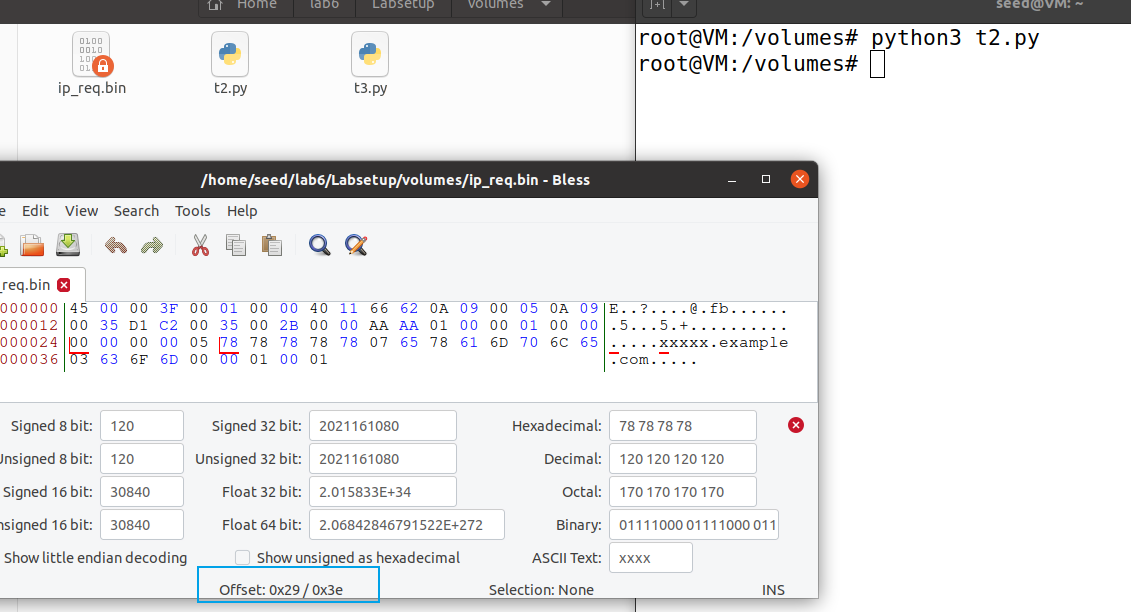 Home lab6 Labsetup volumes
seed@VM: ~
ip_req.bin t2.py t3.py
root@VM:/volumes# python3 t2.py
root@VM:/volumes#
/home/seed/lab6/Labsetup/volumes/ip_req.bin - Bless
e Edit View Search Tools Help
_req.bin
000000 45 00 00 3F 00 01 00 00 40 11 66 62 0A 09 00 05 0A 09 E..?....@.fb......
000012 00 35 D1 C2 00 35 00 2B 00 00 AA AA 01 00 00 01 00 00 .5...5.+..........
000024 00 00 00 00 05 78 78 78 78 78 07 65 78 61 6D 70 6C 65 .....xxxxx.example
000036 03 63 6F 6D 00 00 01 00 01 .com.....
Signed 8 bit: 120 Signed 32 bit: 2021161080 Hexadecimal: 78 78 78 78
Unsigned 8 bit: 120 Unsigned 32 bit: 2021161080 Decimal: 120 120 120 120
Signed 16 bit: 30840 Float 32 bit: 2.015833E+34 Octal: 170 170 170 170
nsigned 16 bit: 30840 Float 64 bit: 2.06842846791522E+272 Binary: 01111000 01111000 011
Show little endian decoding Show unsigned as hexadecimal ASCII Text: xxxx
Offset: 0x29 / 0x3e Selection: None INS